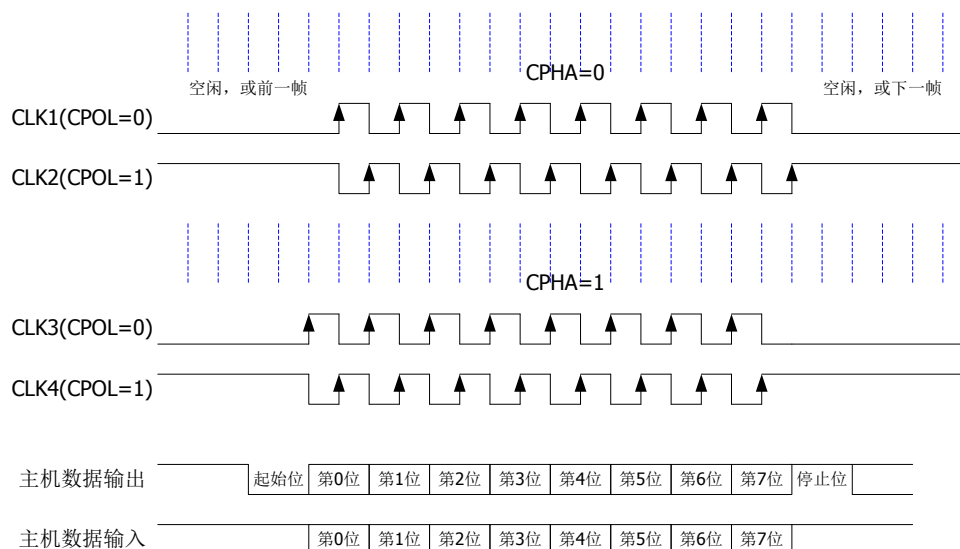 CPHA=0
空闲，或前一帧
空闲，或下一帧
CLK1(CPOL=0)
CLK2(CPOL=1)
CPHA=1
CLK3(CPOL=0)
CLK4(CPOL=1)
主机数据输出 起始位 第0位 第1位 第2位 第3位 第4位 第5位 第6位 第7位 停止位
主机数据输入 第0位 第1位 第2位 第3位 第4位 第5位 第6位 第7位